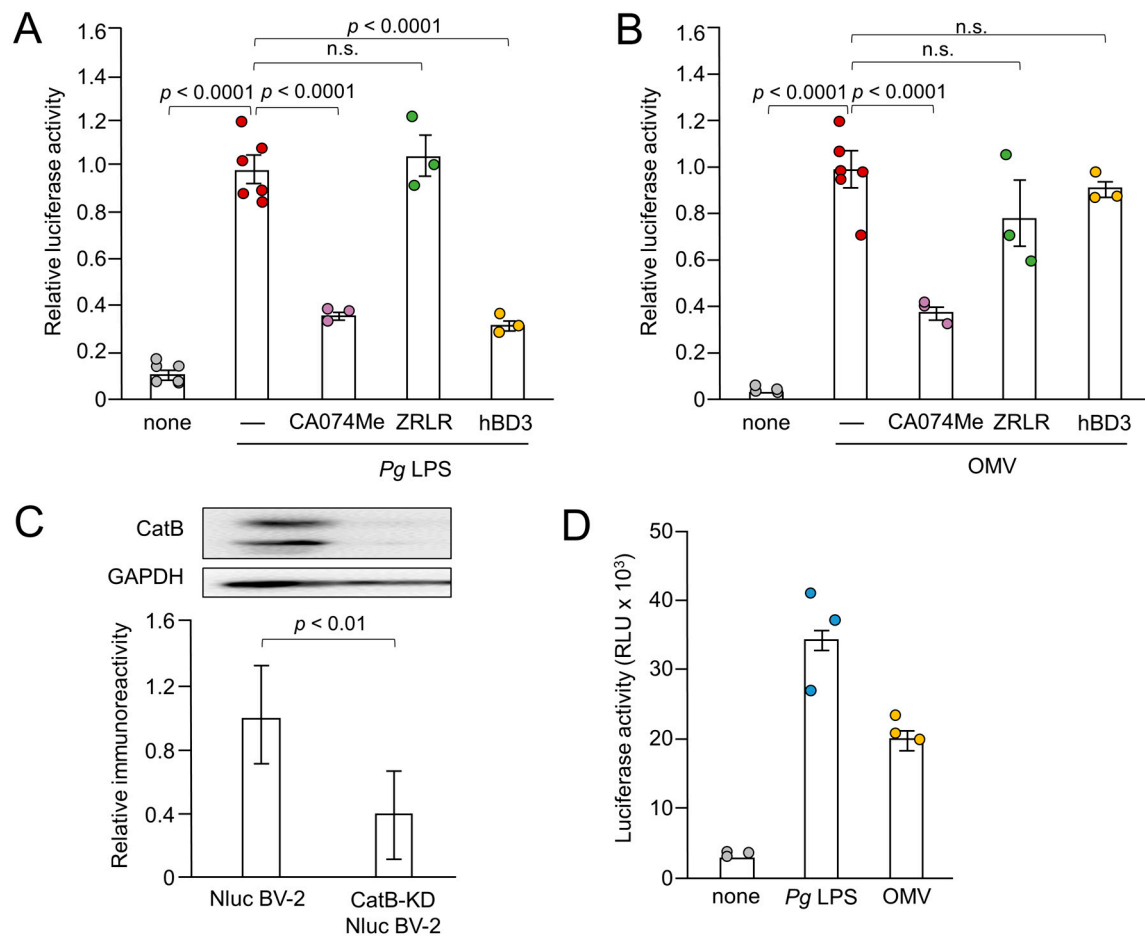 A
Relative luciferase activity
1.6
1.4
1.2
1.0
0.8
0.6
0.4
0.2
0
p < 0.0001
n.s.
p < 0.0001 p < 0.0001
none — CA074Me ZRLR hBD3
Pg LPS
B
Relative luciferase activity
1.6
1.4
1.2
1.0
0.8
0.6
0.4
0.2
0
n.s.
n.s.
p < 0.0001 p < 0.0001
none — CA074Me ZRLR hBD3
OMV
C
CatB
GAPDH
Relative immunoreactivity
1.6
1.2
0.8
0.4
0
p < 0.01
Nluc BV-2
CatB-KD
Nluc BV-2
D
Luciferase activity (RLU x 10³)
50
40
30
20
10
0
none Pg LPS OMV